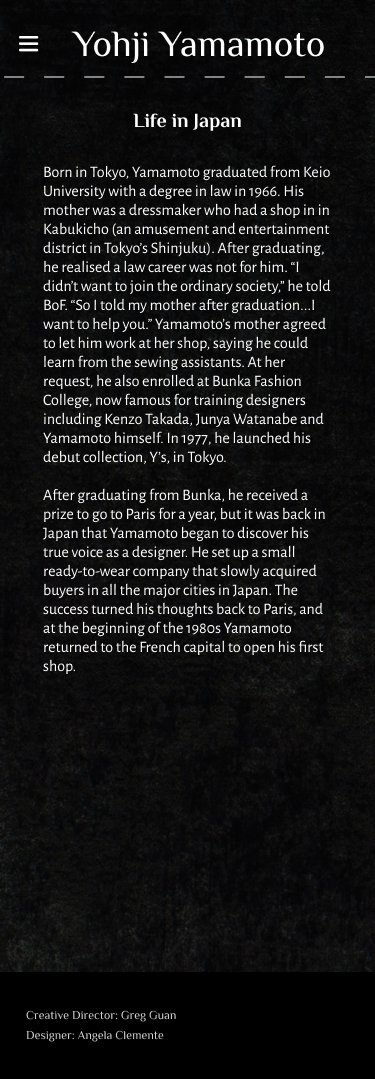 Yohji Yamamoto
Life in Japan
Born in Tokyo, Yamamoto graduated from Keio
University with a degree in law in 1966. His
mother was a dressmaker who had a shop in in
Kabukicho (an amusement and entertainment
district in Tokyo's Shinjuku). After graduating,
he realised a law career was not for him. “I
didn't want to join the ordinary society,” he told
BoF. “So I told my mother after graduation...I
want to help you.” Yamamoto's mother agreed
to let him work at her shop, saying he could
learn from the sewing assistants. At her
request, he also enrolled at Bunka Fashion
College, now famous for training designers
including Kenzo Takada, Junya Watanabe and
Yamamoto himself. In 1977, he launched his
debut collection, Y's, in Tokyo.
After graduating from Bunka, he received a
prize to go to Paris for a year, but it was back in
Japan that Yamamoto began to discover his
true voice as a designer. He set up a small
ready-to-wear company that slowly acquired
buyers in all the major cities in Japan. The
success turned his thoughts back to Paris, and
at the beginning of the 1980s Yamamoto
returned to the French capital to open his first
shop.
Creative Director: Greg Guan
Designer: Angela Clemente